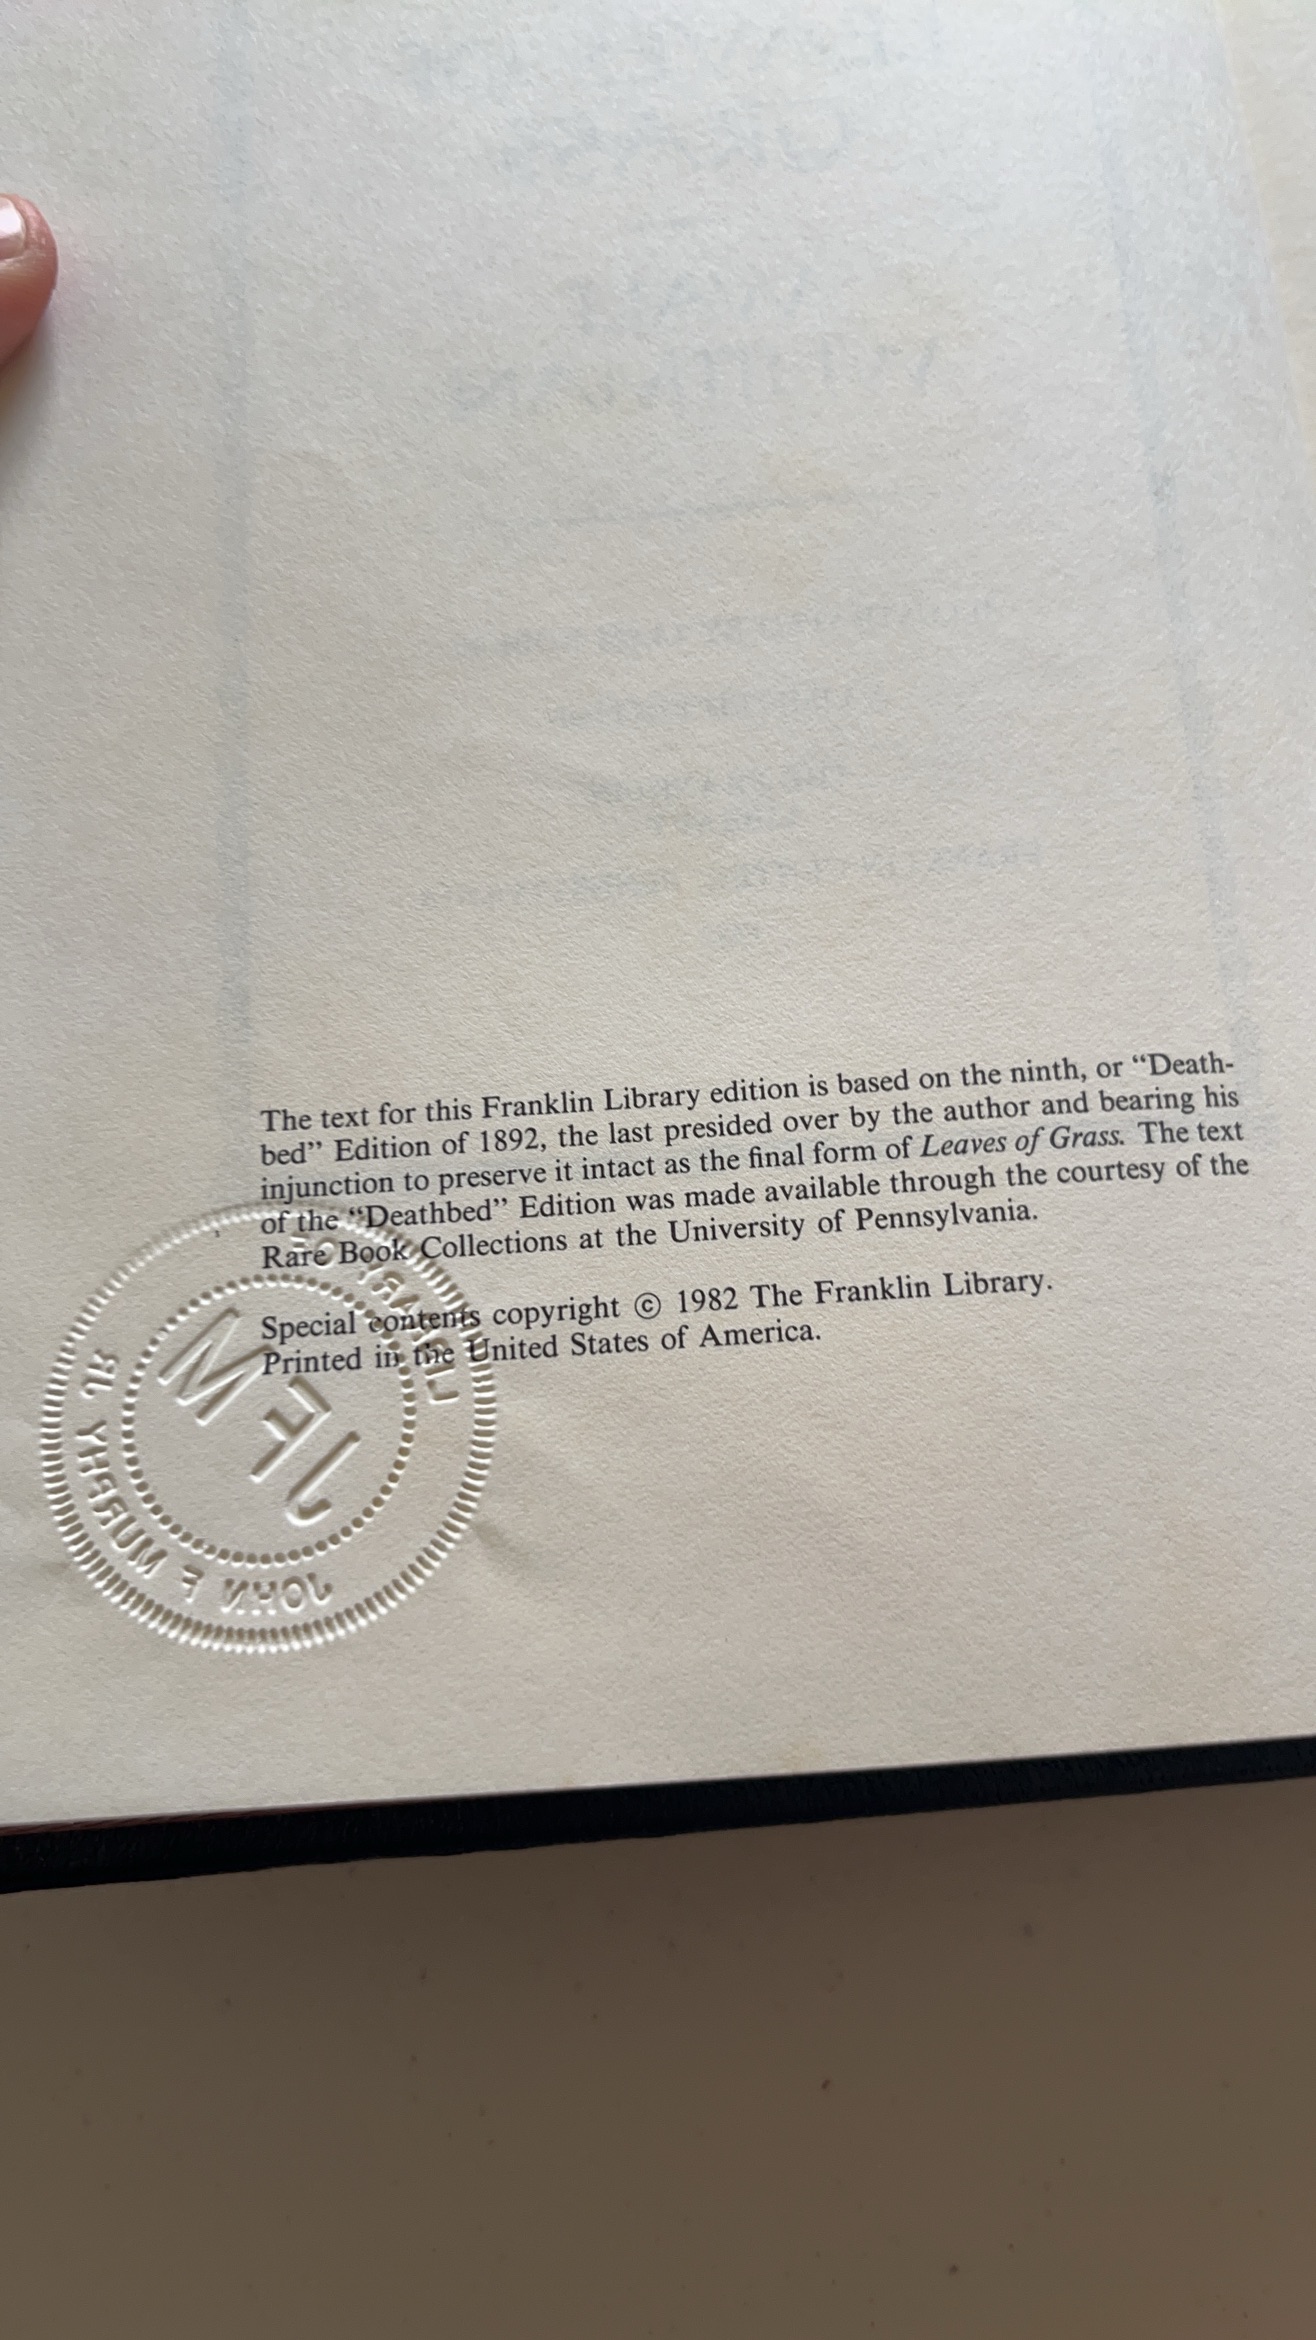 The text for this Franklin Library edition is based on the ninth, or “Death-
bed” Edition of 1892, the last presided over by the author and bearing his
injunction to preserve it intact as the final form of Leaves of Grass. The text
of the “Deathbed” Edition was made available through the courtesy of the
Rare Book Collections at the University of Pennsylvania.
Special contents copyright © 1982 The Franklin Library.
Printed in the United States of America.
LIBRARY OF
JFM
JOHN F MURPHY JR